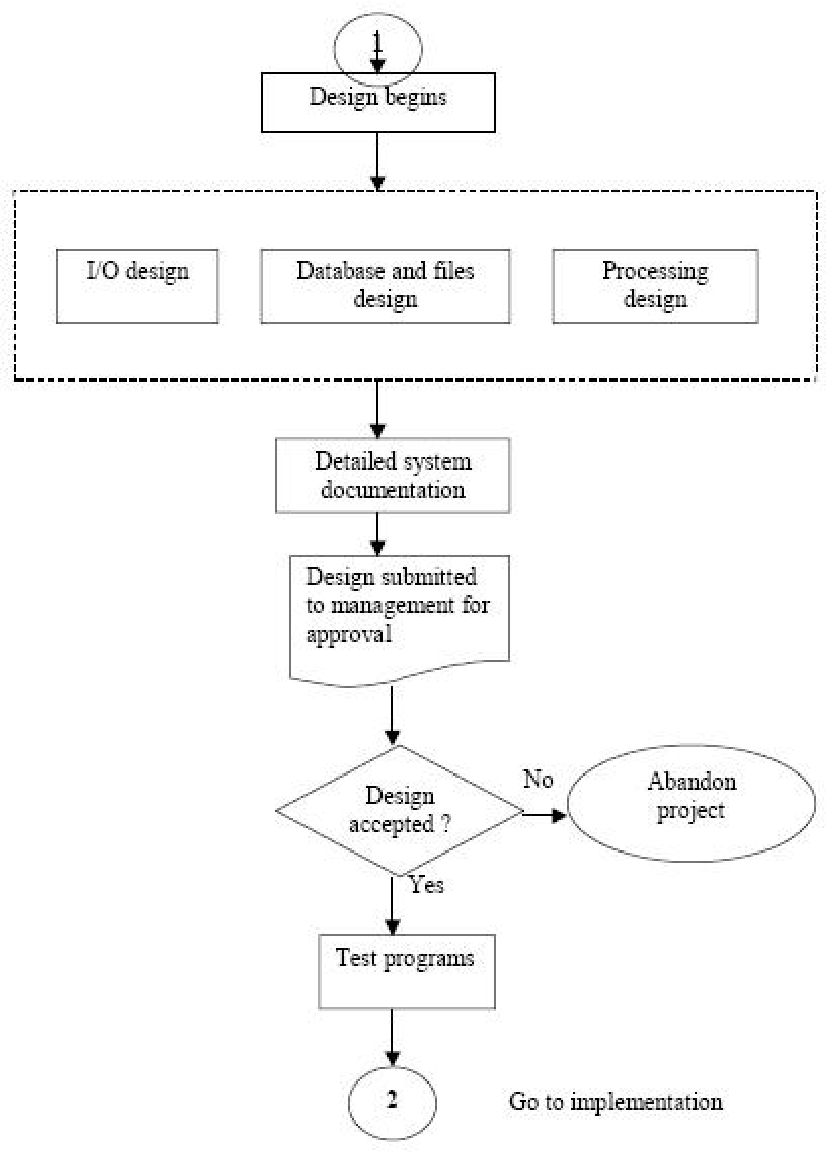 1
Design begins
I/O design
Database and files
design
Processing
design
Detailed system
documentation
Design submitted
to management for
approval
Design
accepted ?
No
Abandon
project
Yes
Test programs
2
Go to implementation